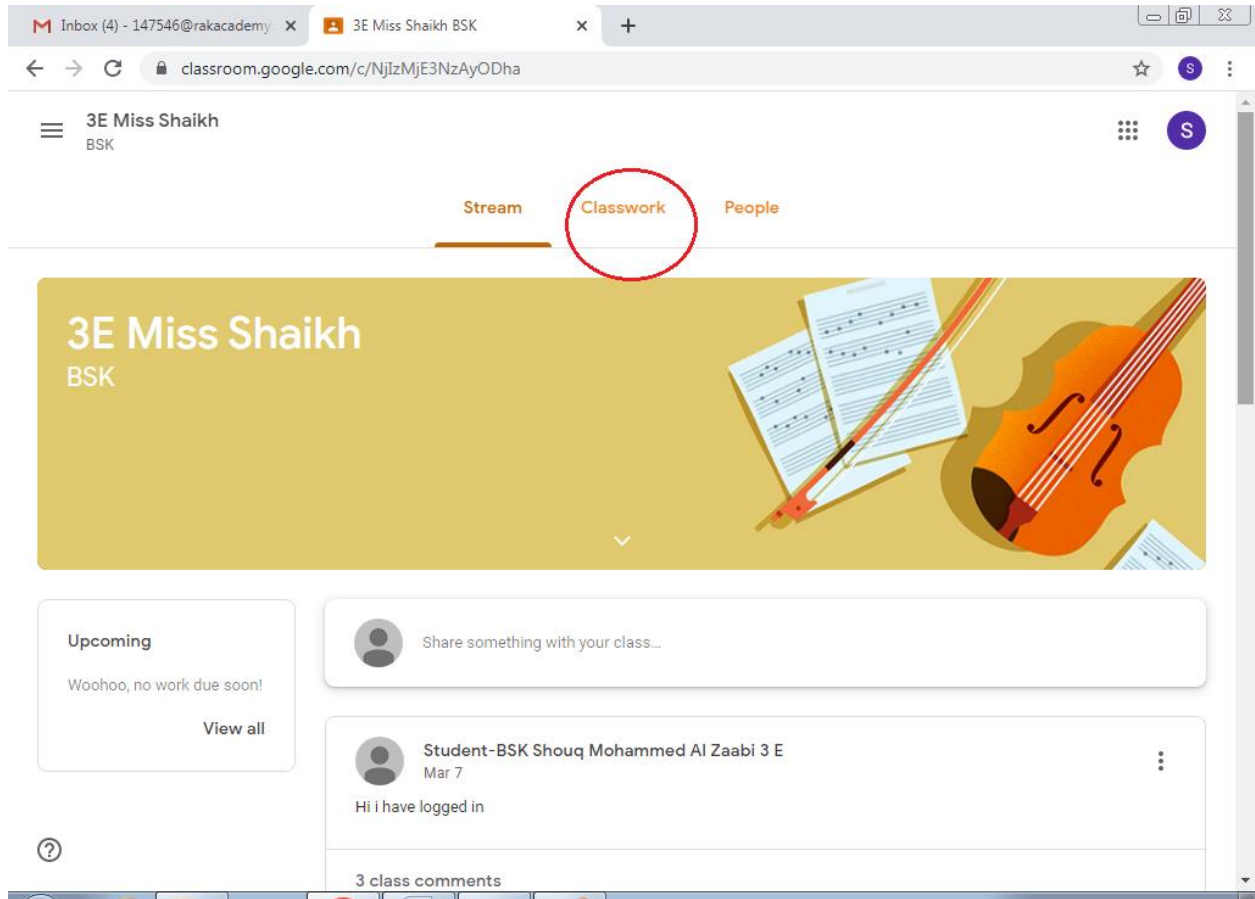 Inbox (4) - 147546@rakacademy
3E Miss Shaikh BSK
classroom.google.com/c/NjIzMjE3NzAyODha
S
3E Miss Shaikh
BSK
S
Stream
Classwork
People
3E Miss Shaikh
BSK
Upcoming
Woohoo, no work due soon!
View all
Share something with your class...
Student-BSK Shouq Mohammed Al Zaabi 3 E
Mar 7
Hi i have logged in
3 class comments